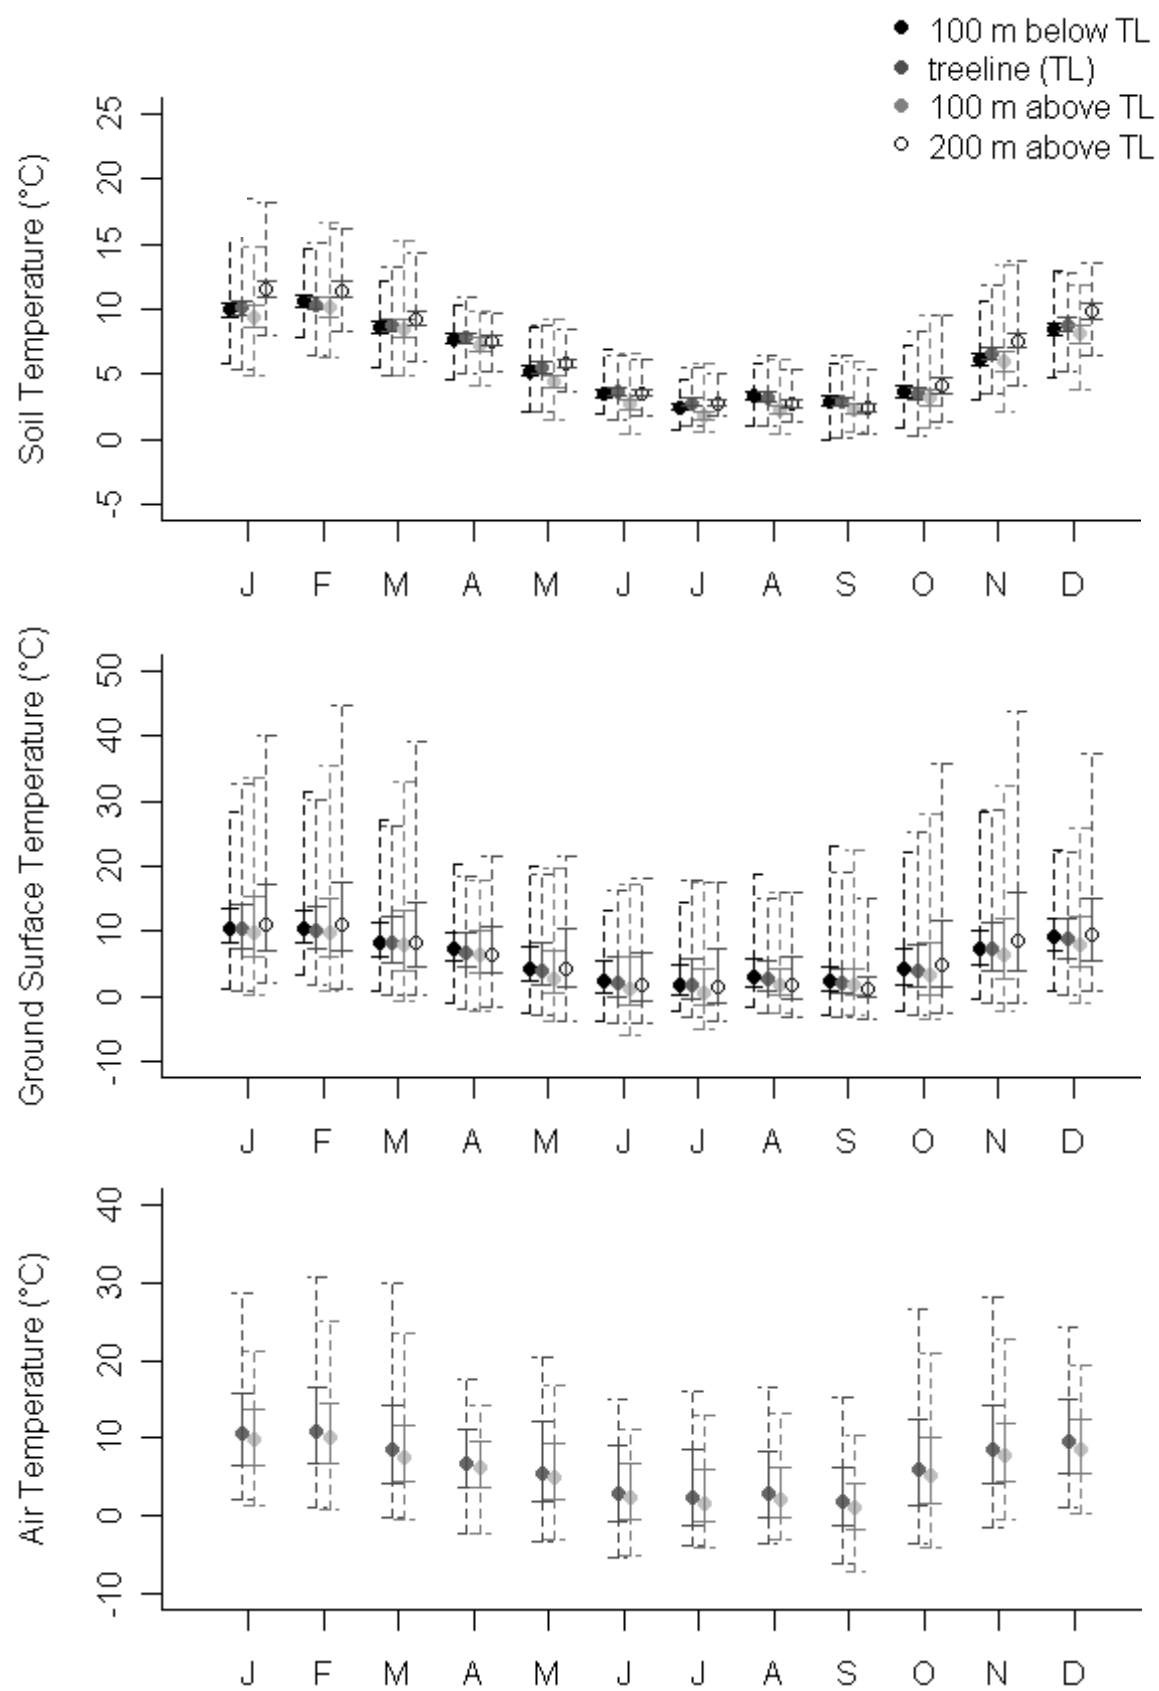 100 m below TL
treeline (TL)
100 m above TL
200 m above TL
Soil Temperature (°C)
25
20
15
10
5
0
-5
J F M A M J J A S O N D
Ground Surface Temperature (°C)
50
40
30
20
10
0
-10
J F M A M J J A S O N D
Air Temperature (°C)
40
30
20
10
0
-10
J F M A M J J A S O N D